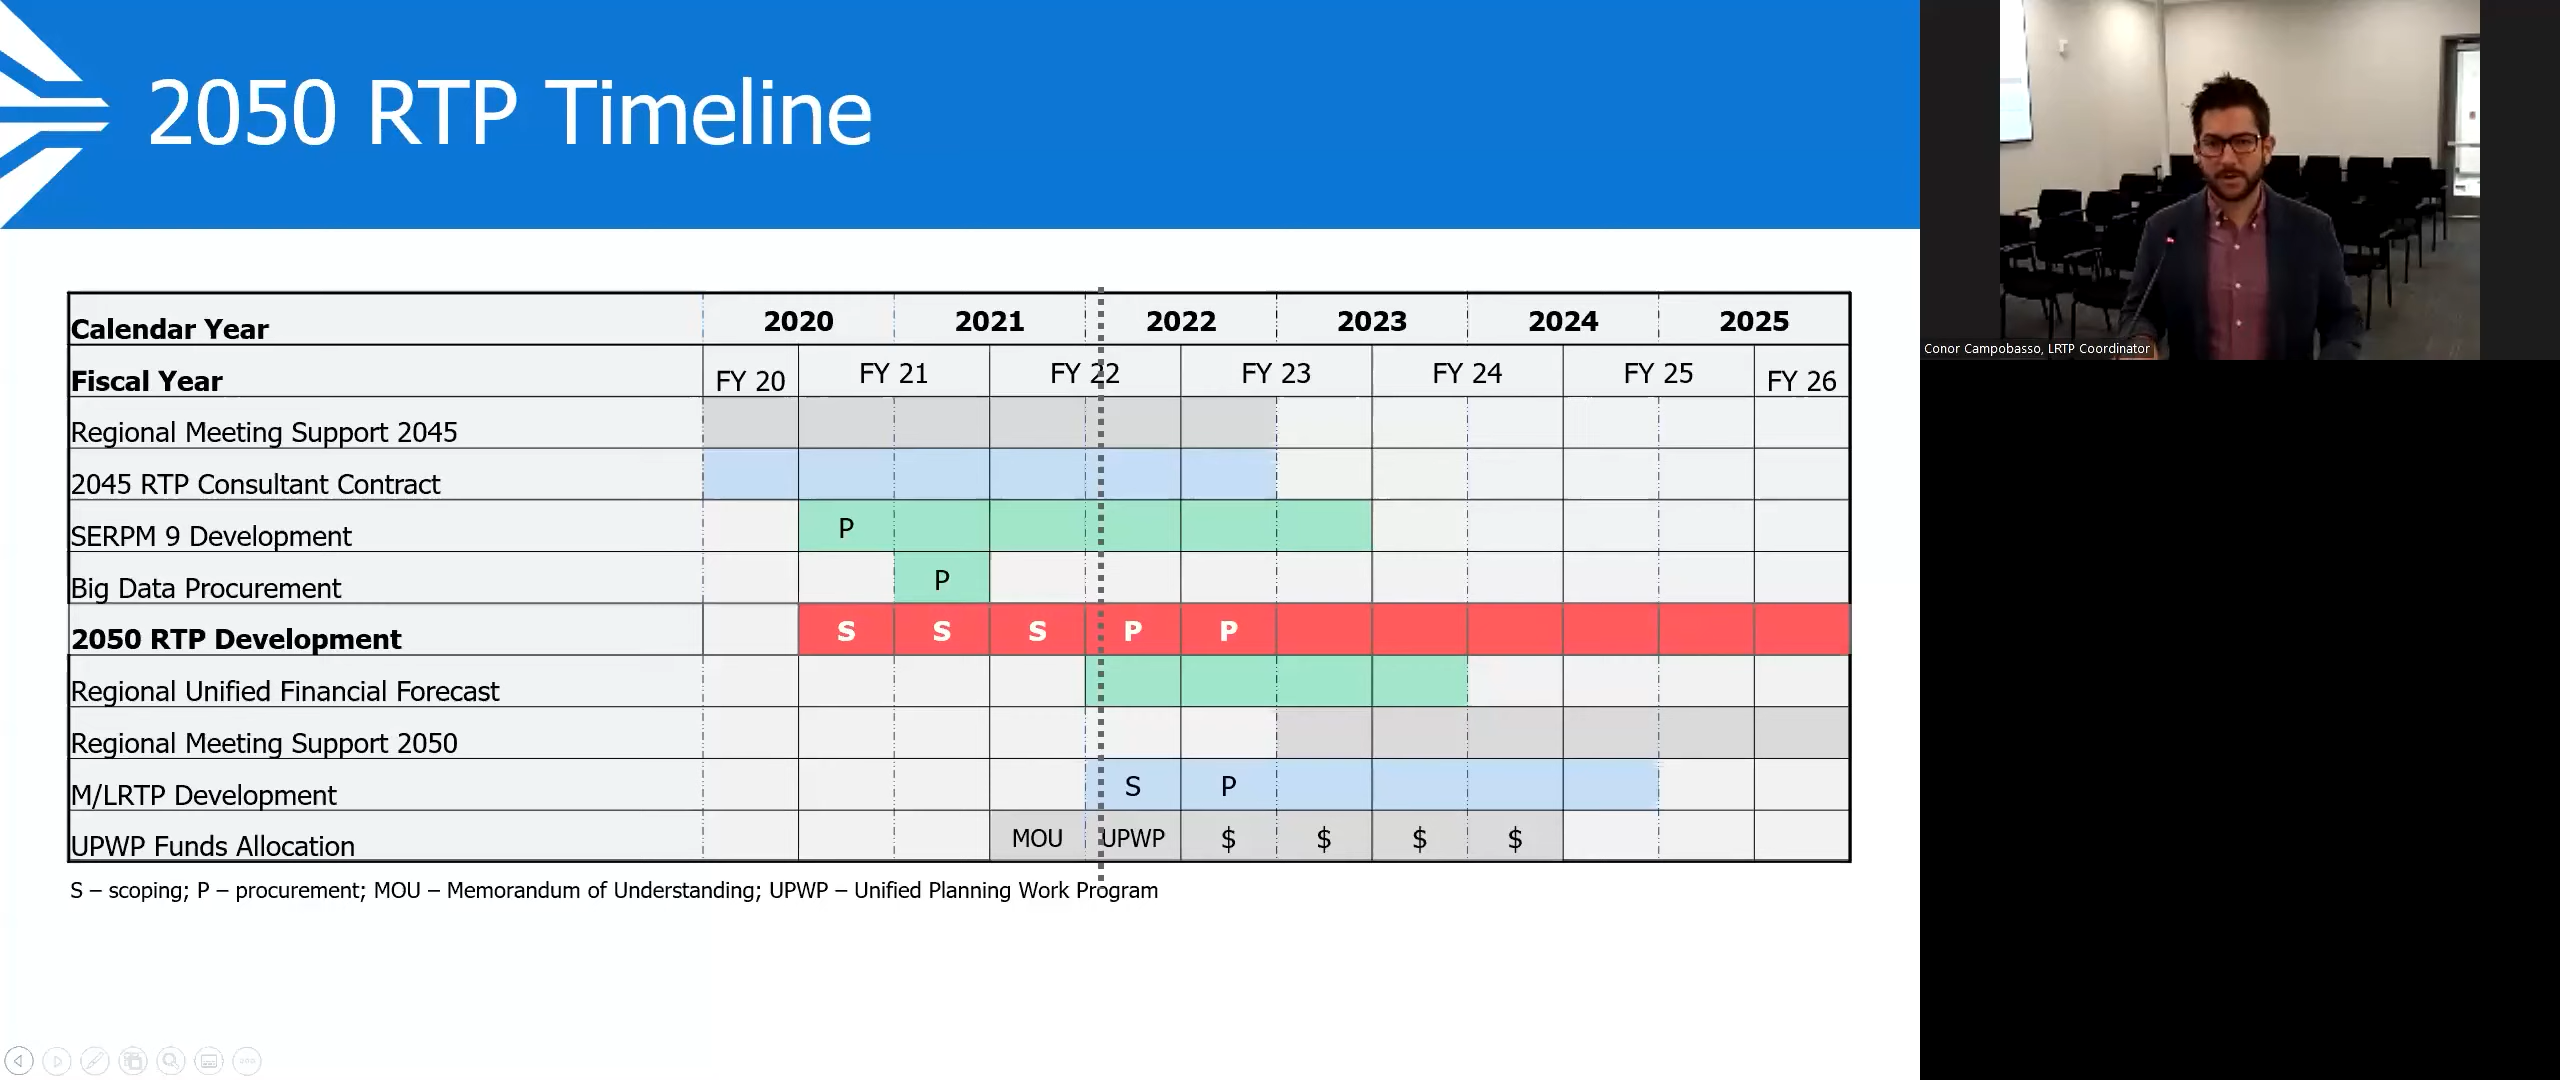 2050 RTP Timeline
Calendar Year 2020 2021 2022 2023 2024 2025
Fiscal Year FY 20 FY 21 FY 22 FY 23 FY 24 FY 25 FY 26
Regional Meeting Support 2045
2045 RTP Consultant Contract
SERPM 9 Development P
Big Data Procurement P
2050 RTP Development S S S P P
Regional Unified Financial Forecast
Regional Meeting Support 2050
M/LRTP Development S P
UPWP Funds Allocation MOU UPWP $ $ $ $
S – scoping; P – procurement; MOU – Memorandum of Understanding; UPWP – Unified Planning Work Program
Conor Campobasso, LRTP Coordinator